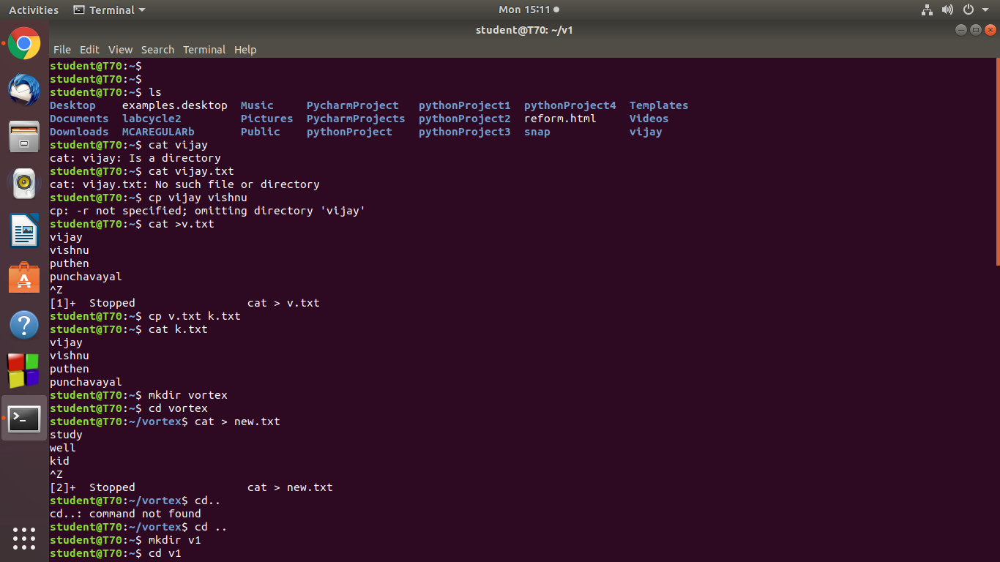 Activities Terminal Mon 15:11
student@T70: ~/v1
File Edit View Search Terminal Help
student@T70:~$
student@T70:~$
student@T70:~$ ls
Desktop examples.desktop Music PycharmProject pythonProject1 pythonProject4 Templates
Documents labcycle2 Pictures PycharmProjects pythonProject2 reform.html Videos
Downloads MCAREGULARb Public pythonProject pythonProject3 snap vijay
student@T70:~$ cat vijay
cat: vijay: Is a directory
student@T70:~$ cat vijay.txt
cat: vijay.txt: No such file or directory
student@T70:~$ cp vijay vishnu
cp: -r not specified; omitting directory 'vijay'
student@T70:~$ cat >v.txt
vijay
vishnu
puthen
punchavayal
^Z
[1]+  Stopped                 cat > v.txt
student@T70:~$ cp v.txt k.txt
student@T70:~$ cat k.txt
vijay
vishnu
puthen
punchavayal
student@T70:~$ mkdir vortex
student@T70:~$ cd vortex
student@T70:~/vortex$ cat > new.txt
study
well
kid
^Z
[2]+  Stopped                 cat > new.txt
student@T70:~/vortex$ cd..
cd..: command not found
student@T70:~/vortex$ cd ..
student@T70:~$ mkdir v1
student@T70:~$ cd v1